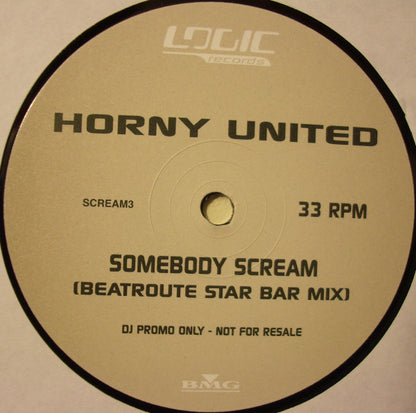 LOGIC
records
HORNY UNITED
SCREAM3
33 RPM
SOMEBODY SCREAM
(BEATROUTE STAR BAR MIX)
DJ PROMO ONLY - NOT FOR RESALE
BMG